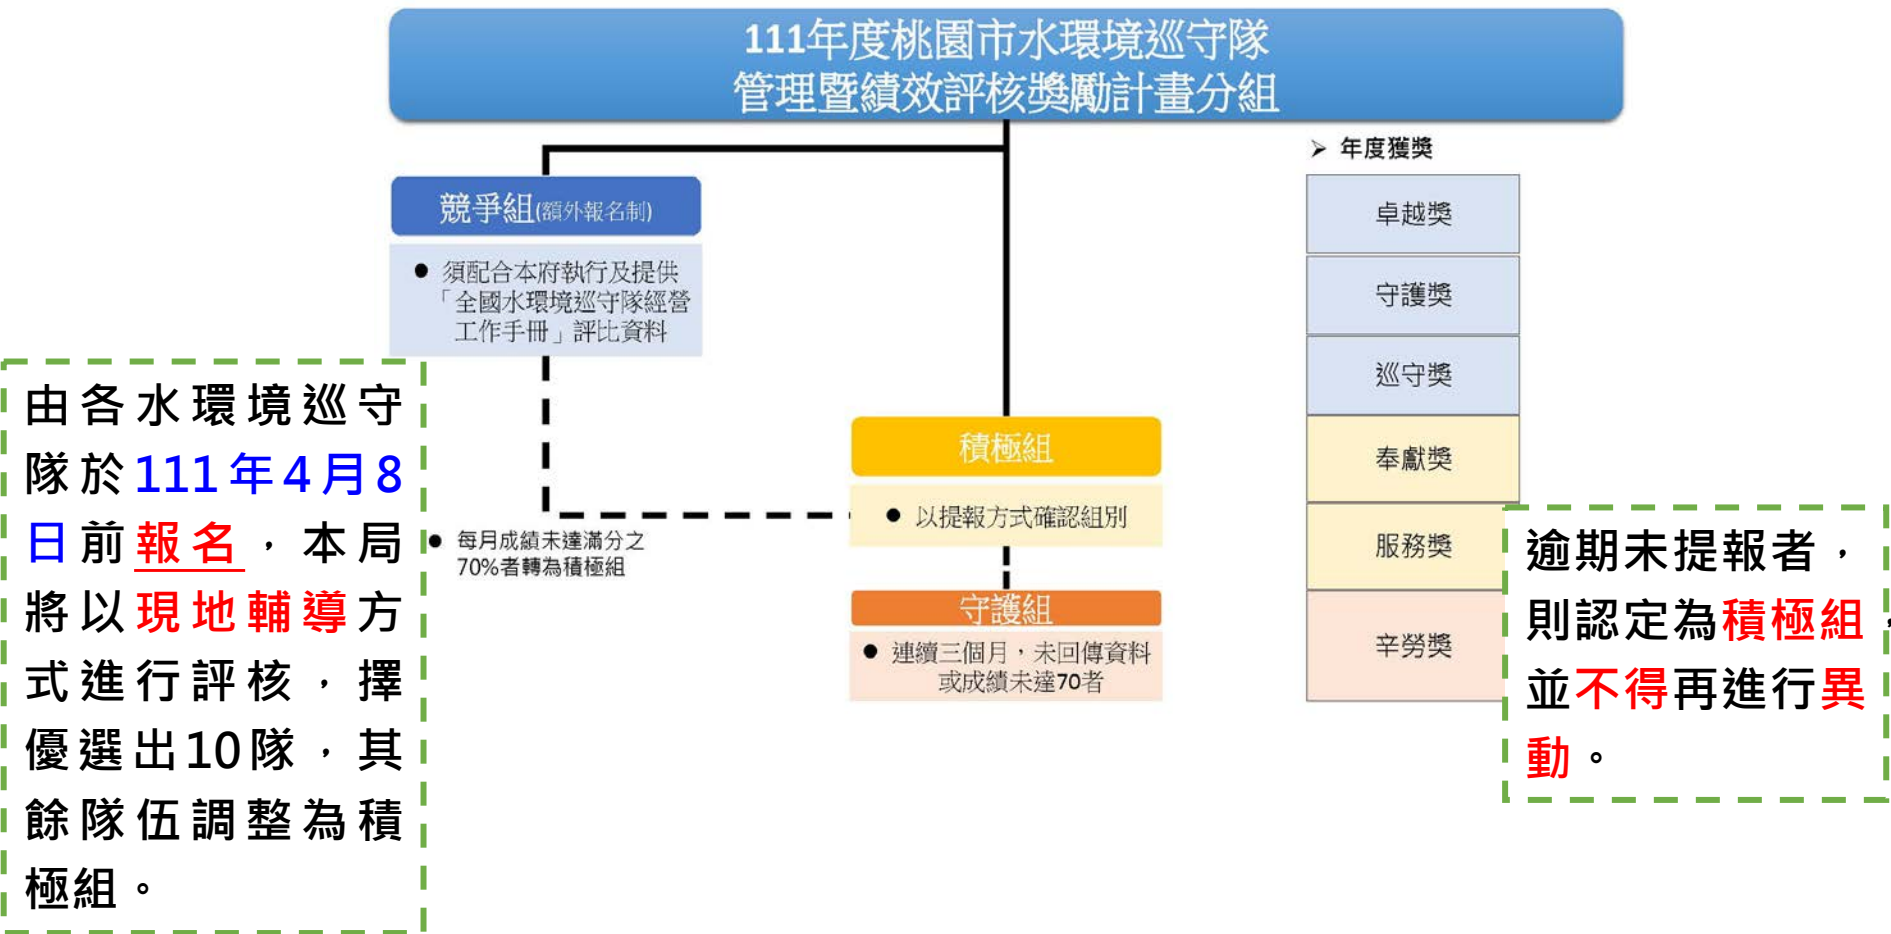 111年度桃園市水環境巡守隊
管理暨績效評核獎勵計畫分組
競爭組(額外報名制)
● 須配合本府執行及提供
「全國水環境巡守隊經營
工作手冊」評比資料
由各水環境巡守
隊於111年4月8
日前報名，本局
將以現地輔導方
式進行評核，擇
優選出10隊，其
餘隊伍調整為積
極組。
● 每月成績未達滿分之
70%者轉為積極組
積極組
● 以提報方式確認組別
守護組
● 連續三個月，未回傳資料
或成績未達70者
➢ 年度獲獎
卓越獎
守護獎
巡守獎
奉獻獎
服務獎
辛勞獎
逾期未提報者，
則認定為積極組，
並不得再進行異
動。